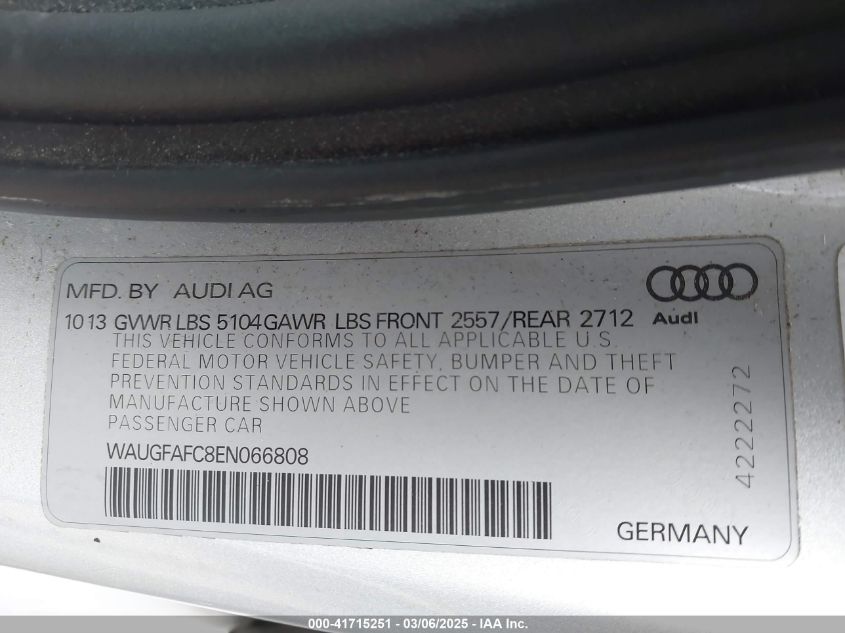 MFD. BY AUDI AG
10 13 GVWR LBS 5104 GAWR LBS FRONT 2557/REAR 2712
Audi
THIS VEHICLE CONFORMS TO ALL APPLICABLE U.S.
FEDERAL MOTOR VEHICLE SAFETY, BUMPER AND THEFT
PREVENTION STANDARDS IN EFFECT ON THE DATE OF
MANUFACTURE SHOWN ABOVE
PASSENGER CAR
WAUGFAFC8EN066808
4222272
GERMANY
000-41715251 - 03/06/2025 - IAA Inc.